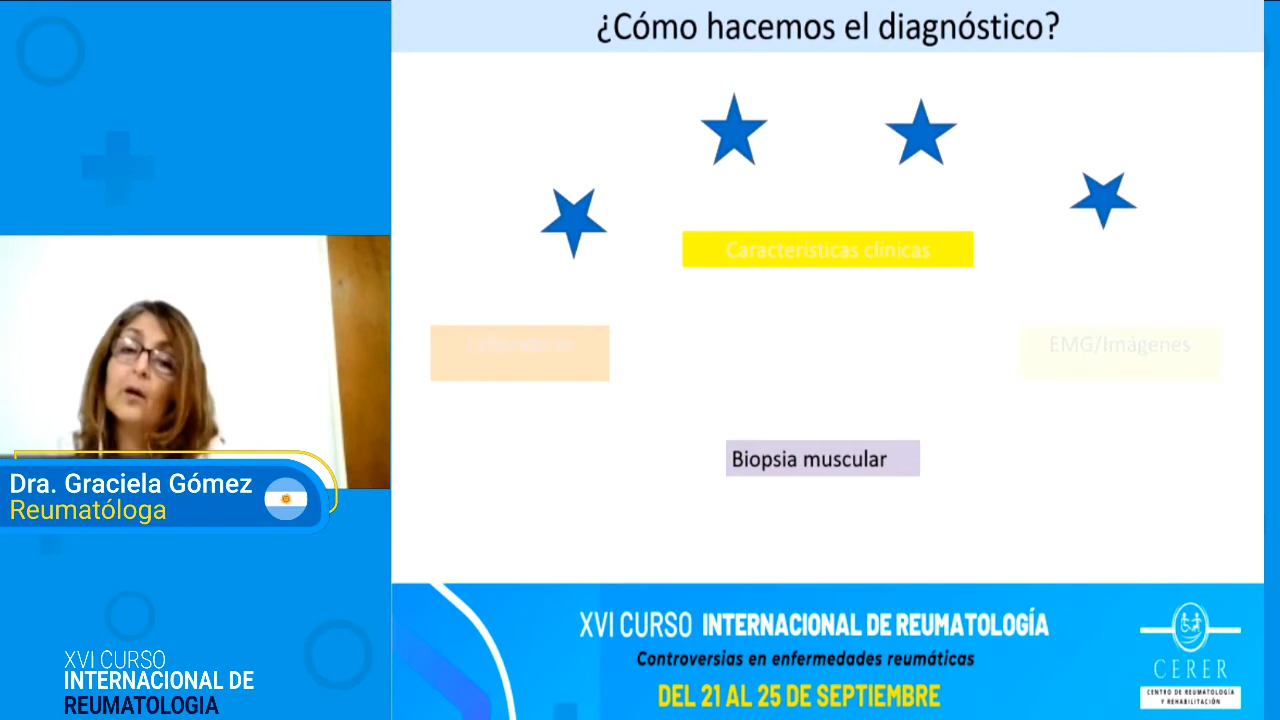 ¿Cómo hacemos el diagnóstico?
Características clínicas
EMG/Imágenes
Biopsia muscular
Dra. Graciela Gómez
Reumatóloga
XVI CURSO
INTERNACIONAL DE
REUMATOLOGIA
XVI CURSO INTERNACIONAL DE REUMATOLOGÍA
Controversias en enfermedades reumáticas
DEL 21 AL 25 DE SEPTIEMBRE
CERER
CENTRO DE REUMATOLOGÍA
Y REHABILITACIÓN